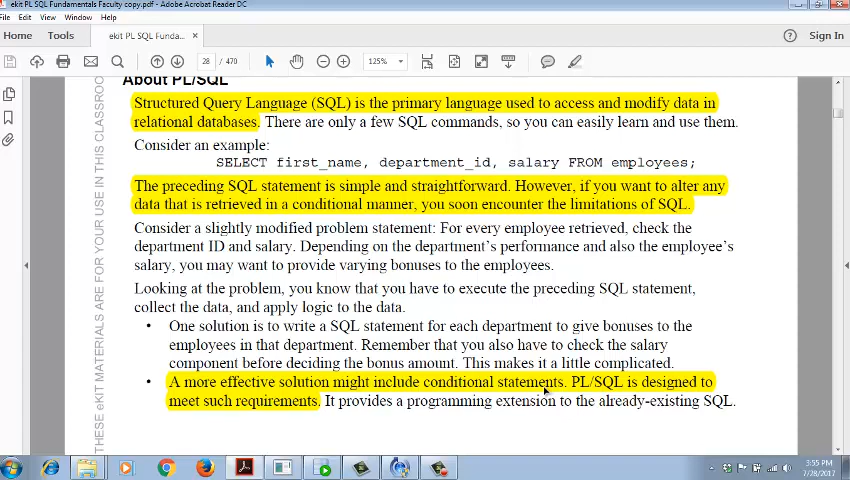 ekit PL SQL Fundamentals Faculty copy.pdf - Adobe Acrobat Reader DC
File Edit View Window Help
Home Tools ekit PL SQL Funda... × Sign In
28 / 470 125%
About PL/SQL
Structured Query Language (SQL) is the primary language used to access and modify data in
relational databases. There are only a few SQL commands, so you can easily learn and use them.
Consider an example:
SELECT first_name, department_id, salary FROM employees;
The preceding SQL statement is simple and straightforward. However, if you want to alter any
data that is retrieved in a conditional manner, you soon encounter the limitations of SQL.
Consider a slightly modified problem statement: For every employee retrieved, check the
department ID and salary. Depending on the department's performance and also the employee's
salary, you may want to provide varying bonuses to the employees.
Looking at the problem, you know that you have to execute the preceding SQL statement,
collect the data, and apply logic to the data.
• One solution is to write a SQL statement for each department to give bonuses to the
employees in that department. Remember that you also have to check the salary
component before deciding the bonus amount. This makes it a little complicated.
• A more effective solution might include conditional statements. PL/SQL is designed to
meet such requirements. It provides a programming extension to the already-existing SQL.
THESE eKIT MATERIALS ARE FOR YOUR USE IN THIS CLASSROO
3:55 PM
7/28/2017